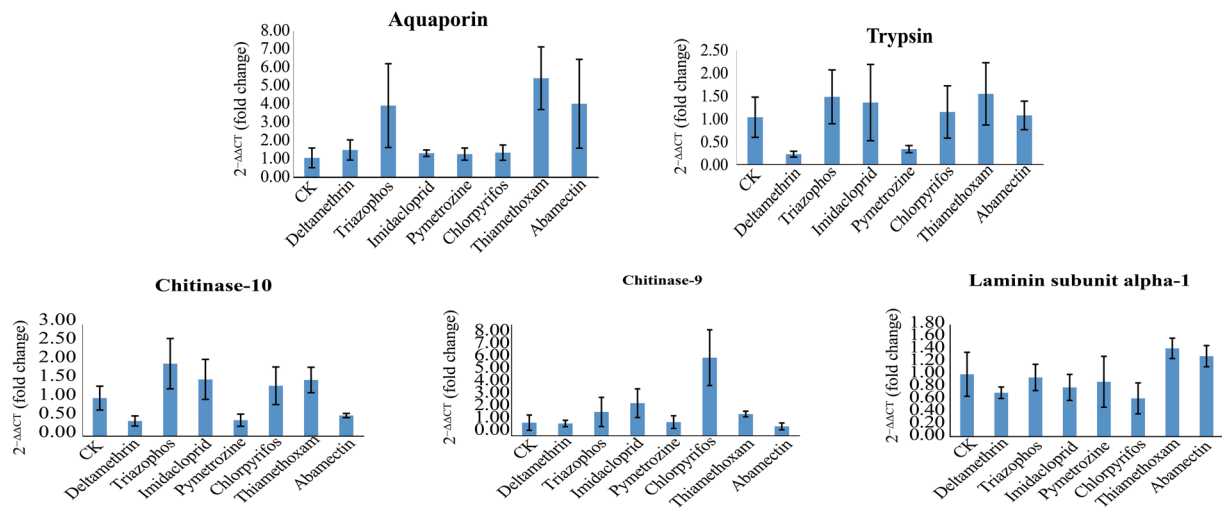 Aquaporin
2⁻ΔΔCT (fold change)
8.00
7.00
6.00
5.00
4.00
3.00
2.00
1.00
0.00
CK
Deltamethrin
Triazophos
Imidacloprid
Pymetrozine
Chlorpyrifos
Thiamethoxam
Abamectin
Trypsin
2⁻ΔΔCT (fold change)
2.50
2.00
1.50
1.00
0.50
0.00
CK
Deltamethrin
Triazophos
Imidacloprid
Pymetrozine
Chlorpyrifos
Thiamethoxam
Abamectin
Chitinase-10
2⁻ΔΔCT (fold change)
3.00
2.50
2.00
1.50
1.00
0.50
0.00
CK
Deltamethrin
Triazophos
Imidacloprid
Pymetrozine
Chlorpyrifos
Thiamethoxam
Abamectin
Chitinase-9
2⁻ΔΔCT (fold change)
8.00
7.00
6.00
5.00
4.00
3.00
2.00
1.00
0.00
CK
Deltamethrin
Triazophos
Imidacloprid
Pymetrozine
Chlorpyrifos
Thiamethoxam
Abamectin
Laminin subunit alpha-1
2⁻ΔΔCT (fold change)
1.80
1.60
1.40
1.20
1.00
0.80
0.60
0.40
0.20
0.00
CK
Deltamethrin
Triazophos
Imidacloprid
Pymetrozine
Chlorpyrifos
Thiamethoxam
Abamectin